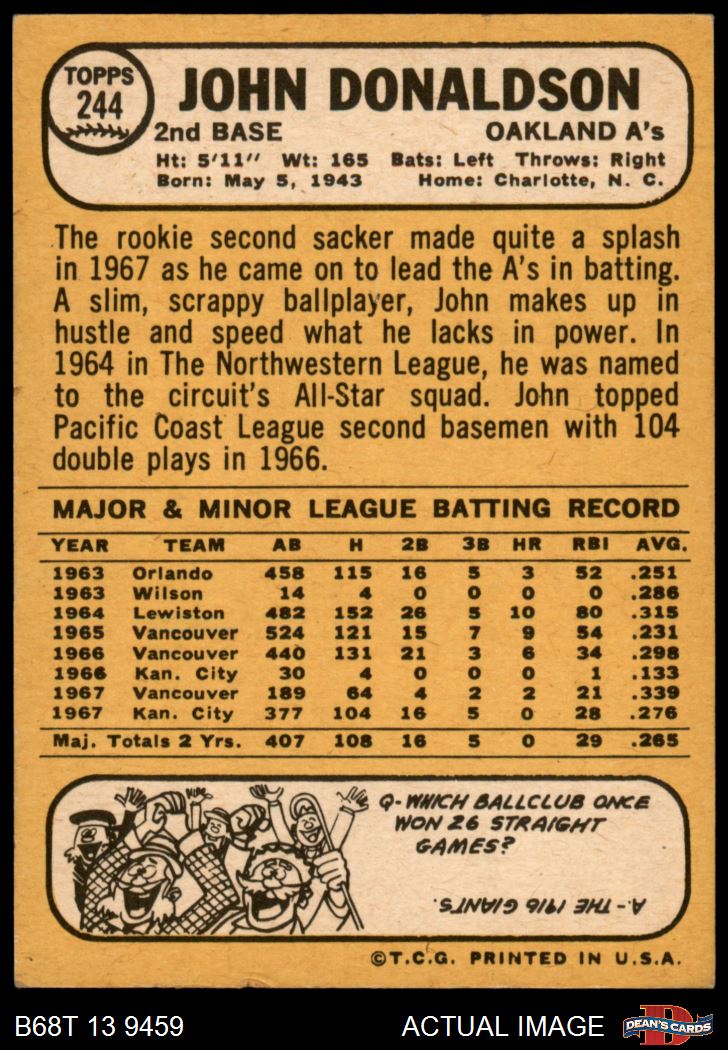 TOPPS
244
JOHN DONALDSON
2nd BASE OAKLAND A's
Ht: 5'11" Wt: 165 Bats: Left Throws: Right
Born: May 5, 1943 Home: Charlotte, N. C.
The rookie second sacker made quite a splash
in 1967 as he came on to lead the A's in batting.
A slim, scrappy ballplayer, John makes up in
hustle and speed what he lacks in power. In
1964 in The Northwestern League, he was named
to the circuit's All-Star squad. John topped
Pacific Coast League second basemen with 104
double plays in 1966.
MAJOR & MINOR LEAGUE BATTING RECORD
YEAR TEAM AB H 2B 3B HR RBI AVG.
1963 Orlando 458 115 16 5 3 52 .251
1963 Wilson 14 4 0 0 0 0 .286
1964 Lewiston 482 152 26 5 10 80 .315
1965 Vancouver 524 121 15 7 9 54 .231
1966 Vancouver 440 131 21 3 6 34 .298
1966 Kan. City 30 4 0 0 0 1 .133
1967 Vancouver 189 64 4 2 2 21 .339
1967 Kan. City 377 104 16 5 0 28 .276
Maj. Totals 2 Yrs. 407 108 16 5 0 29 .265
Q-WHICH BALLCLUB ONCE
WON 26 STRAIGHT
GAMES?
A.-THE 1916 GIANTS.
©T.C.G. PRINTED IN U.S.A.
B68T 13 9459 ACTUAL IMAGE
D
DEAN'S CARDS